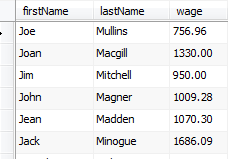 firstName lastName wage
Joe Mullins 756.96
Joan Macgill 1330.00
Jim Mitchell 950.00
John Magner 1009.28
Jean Madden 1070.30
Jack Minogue 1686.09